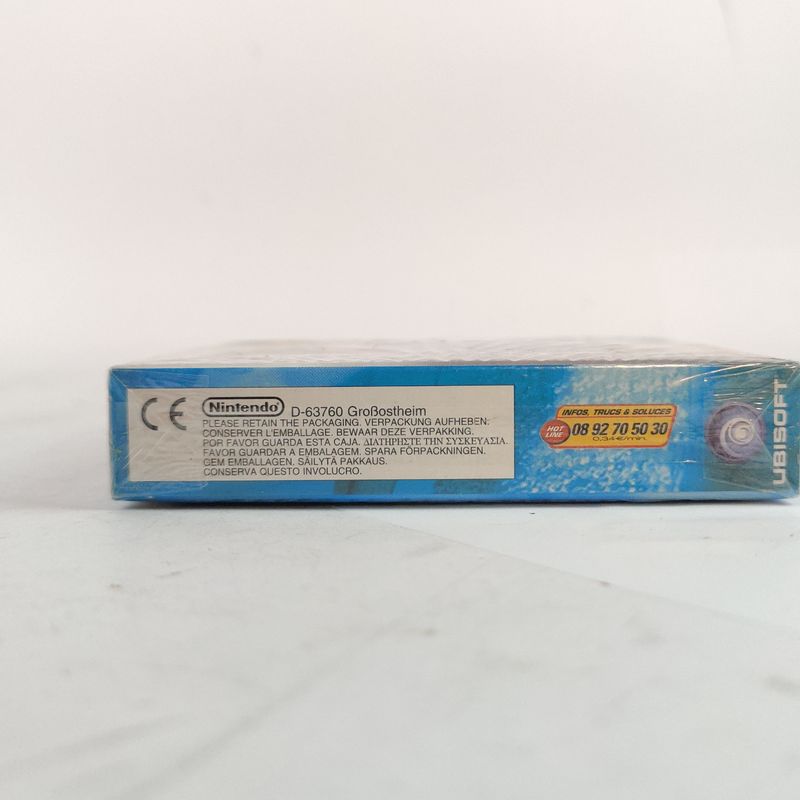 CE
Nintendo® D-63760 Großostheim
PLEASE RETAIN THE PACKAGING. VERPACKUNG AUFHEBEN.
CONSERVER L'EMBALLAGE. BEWAAR DEZE VERPAKKING.
POR FAVOR GUARDA ESTA CAJA. ΔΙΑΤΗΡΗΣΤΕ ΤΗΝ ΣΥΣΚΕΥΑΣΙΑ.
FAVOR GUARDAR A EMBALAGEM. SPARA FÖRPACKNINGEN.
GEM EMBALLAGEN. SÄILYTÄ PAKKAUS.
CONSERVA QUESTO INVOLUCRO.
INFOS, TRUCS & SOLUCES
HOT LINE
08 92 70 50 30
0,34€/min.
UBISOFT